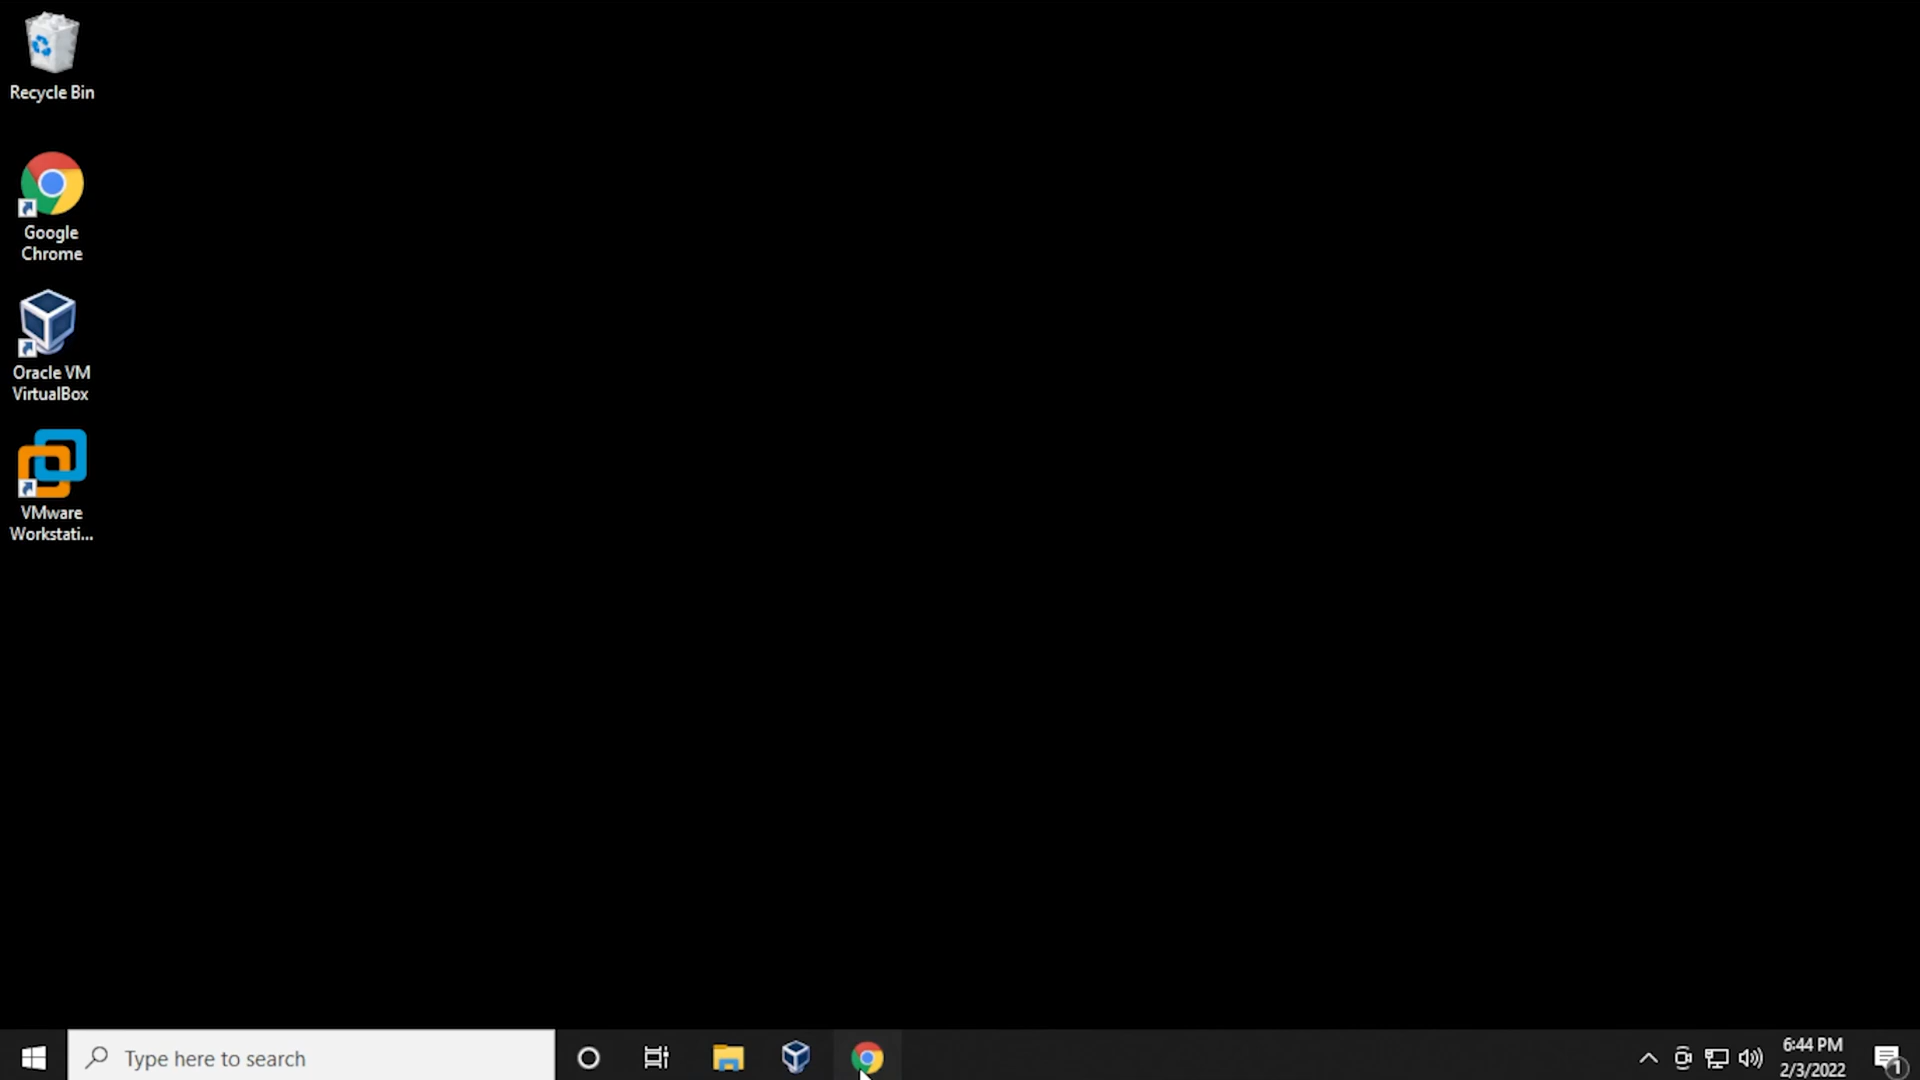 Recycle Bin
Google
Chrome
Oracle VM
VirtualBox
VMware
Workstati...
Type here to search
6:44 PM
2/3/2022
1